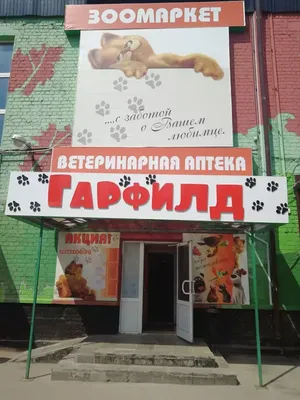 ЗООМАРКЕТ
....с заботой
о Вашем
любимце.
ВЕТЕРИНАРНАЯ АПТЕКА
ГАРФИЛД
АКЦИЯ!